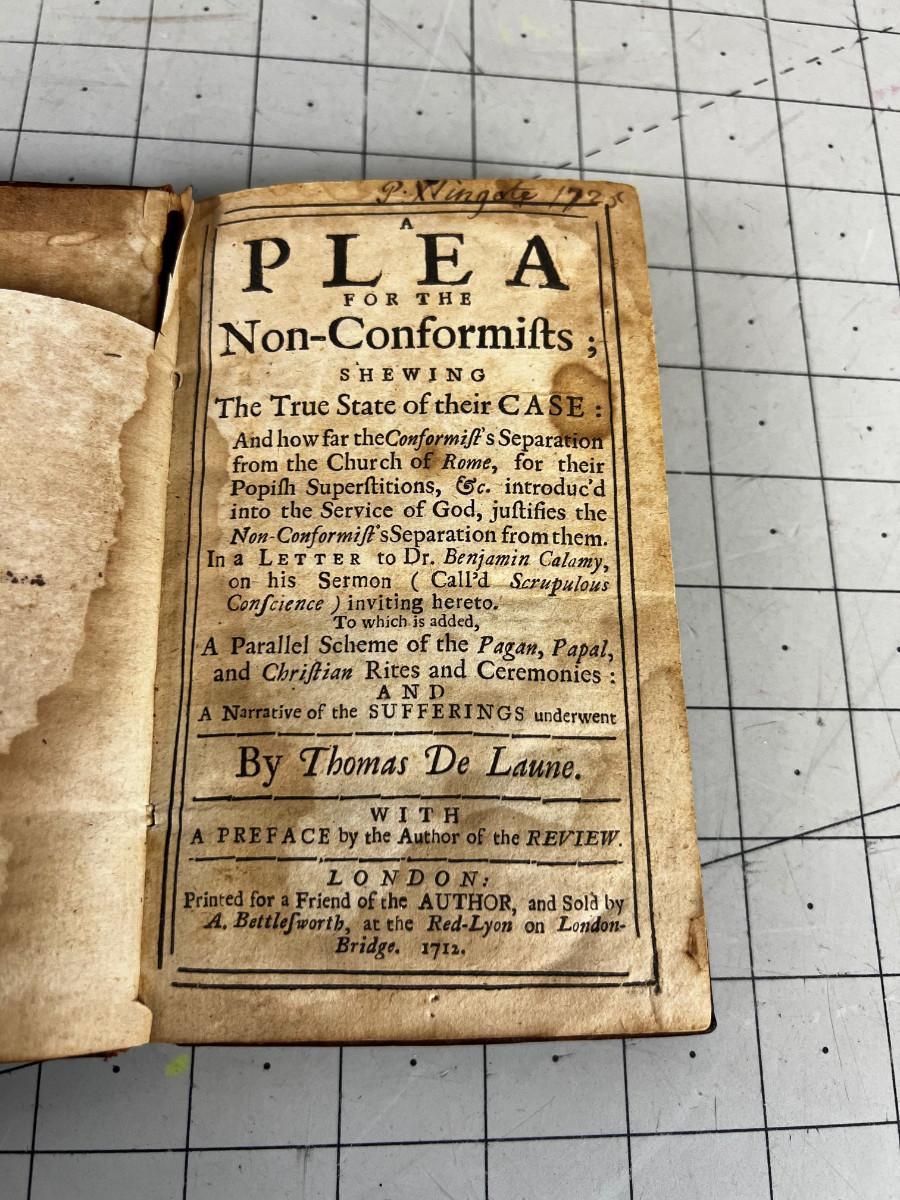 P. Wingate 172
A
PLEA
FOR THE
Non-Conformiſts;
SHEWING
The True State of their CASE:
And how far the Conformiſt's Separation
from the Church of Rome, for their
Popiſh Superſtitions, &c. introduc'd
into the Service of God, juſtifies the
Non-Conformiſt's Separation from them.
In a LETTER to Dr. Benjamin Calamy,
on his Sermon (Call'd Scrupulous
Conſcience) inviting hereto.
To which is added,
A Parallel Scheme of the Pagan, Papal,
and Chriſtian Rites and Ceremonies:
AND
A Narrative of the SUFFERINGS underwent
By Thomas De Laune.
WITH
A PREFACE by the Author of the REVIEW.
LONDON:
Printed for a Friend of the AUTHOR, and Sold by
A. Bettleſworth, at the Red-Lyon on London-
Bridge. 1712.